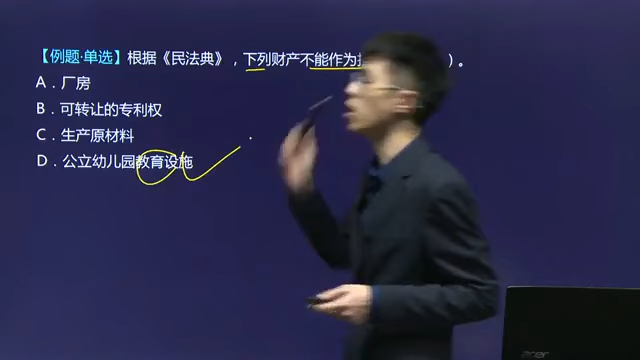 【例题·单选】根据《民法典》，下列财产不能作为 ）。
A．厂房
B．可转让的专利权
C．生产原材料
D．公立幼儿园教育设施
acer